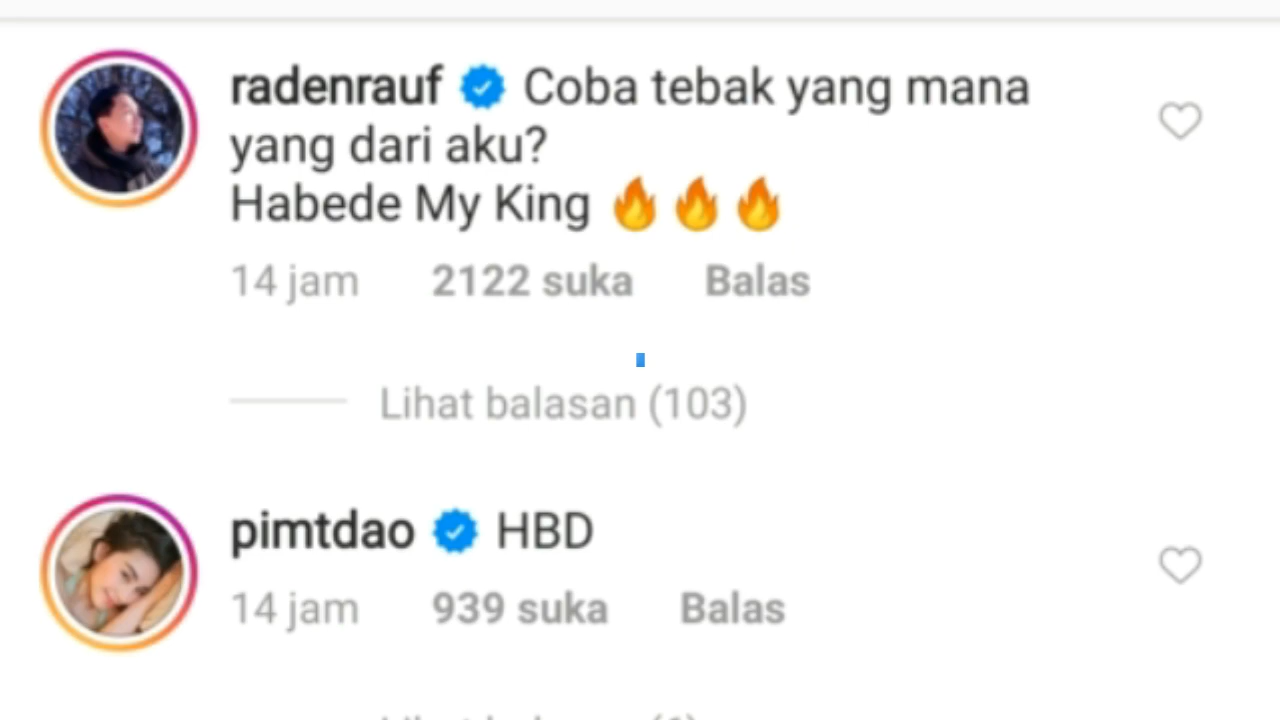 radenrauf Coba tebak yang mana
yang dari aku?
Habede My King 🔥🔥🔥
14 jam 2122 suka Balas
Lihat balasan (103)
pimtdao HBD
14 jam 939 suka Balas